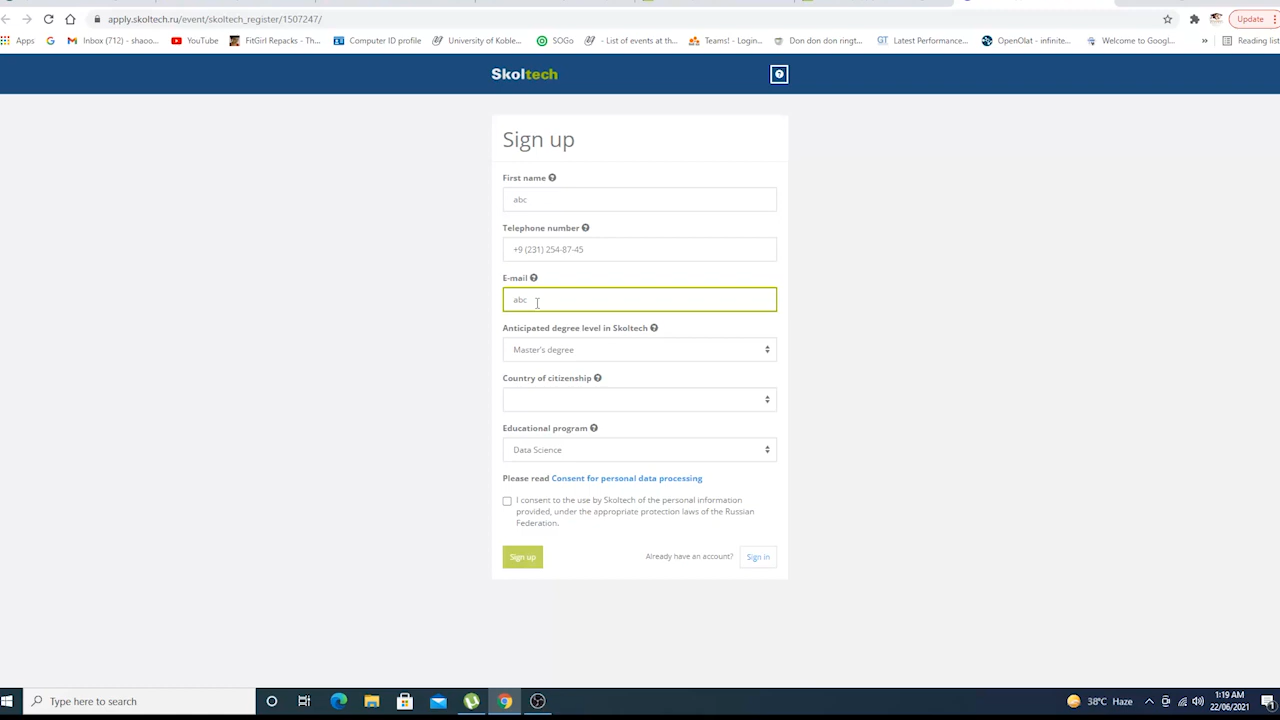 apply.skoltech.ru/event/skoltech_register/1507247/
Update
Apps
Inbox (712) - shaoo...
YouTube
FitGirl Repacks - Th...
Computer ID profile
University of Koble...
SOGo
- List of events at th...
Teams! - Login...
Don don don ringt...
Latest Performance...
OpenOlat - infinite...
Welcome to Googl...
»
Reading list
Skoltech
Sign up
First name
abc
Telephone number
+9 (231) 254-87-45
E-mail
abc
Anticipated degree level in Skoltech
Master's degree
Country of citizenship
Educational program
Data Science
Please read Consent for personal data processing
I consent to the use by Skoltech of the personal information
provided, under the appropriate protection laws of the Russian
Federation.
Sign up
Already have an account?
Sign in
Type here to search
38°C Haze
1:19 AM
22/06/2021